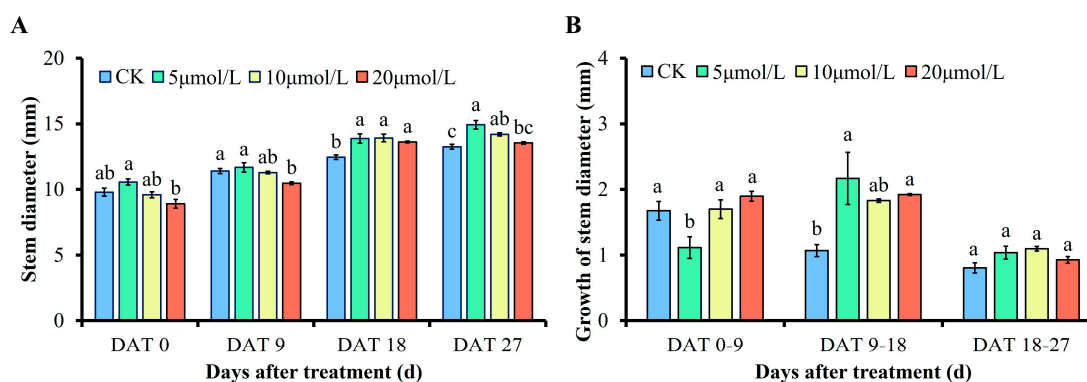 A
B
Stem diameter (mm)
20
15
10
5
0
CK 5μmol/L 10μmol/L 20μmol/L
ab a ab b
a a ab b
b a a a
c a ab bc
DAT 0 DAT 9 DAT 18 DAT 27
Days after treatment (d)
Growth of stem diameter (mm)
4
3
2
1
0
CK 5μmol/L 10μmol/L 20μmol/L
a b a a
b a ab a
a a a a
DAT 0-9 DAT 9-18 DAT 18-27
Days after treatment (d)